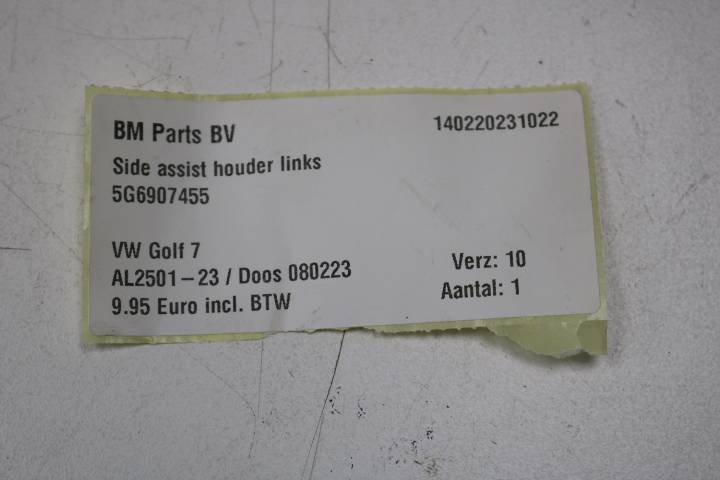 BM Parts BV
140220231022
Side assist houder links
5G6907455
VW Golf 7
AL2501-23 / Doos 080223
Verz: 10
9.95 Euro incl. BTW
Aantal: 1